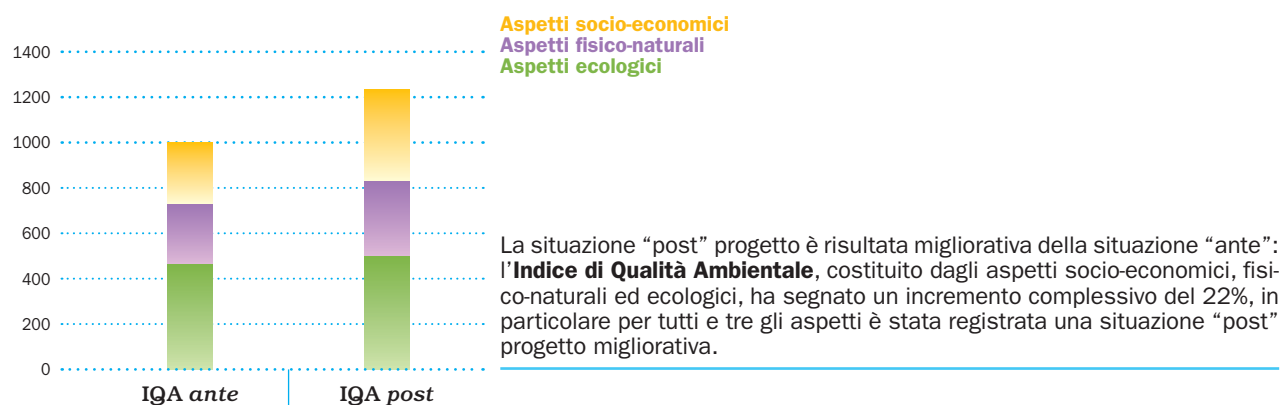 Aspetti socio-economici
Aspetti fisico-naturali
Aspetti ecologici
1400
1200
1000
800
600
400
200
0
IQA ante
IQA post
La situazione “post” progetto è risultata migliorativa della situazione “ante”:
l’Indice di Qualità Ambientale, costituito dagli aspetti socio-economici, fisi-
co-naturali ed ecologici, ha segnato un incremento complessivo del 22%, in
particolare per tutti e tre gli aspetti è stata registrata una situazione “post”
progetto migliorativa.